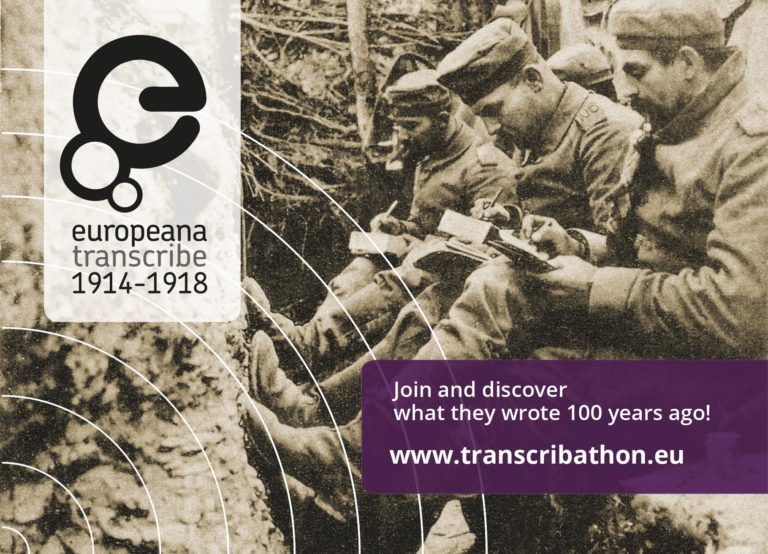 europeana
transcribe
1914-1918
Join and discover
what they wrote 100 years ago!
www.transcribathon.eu